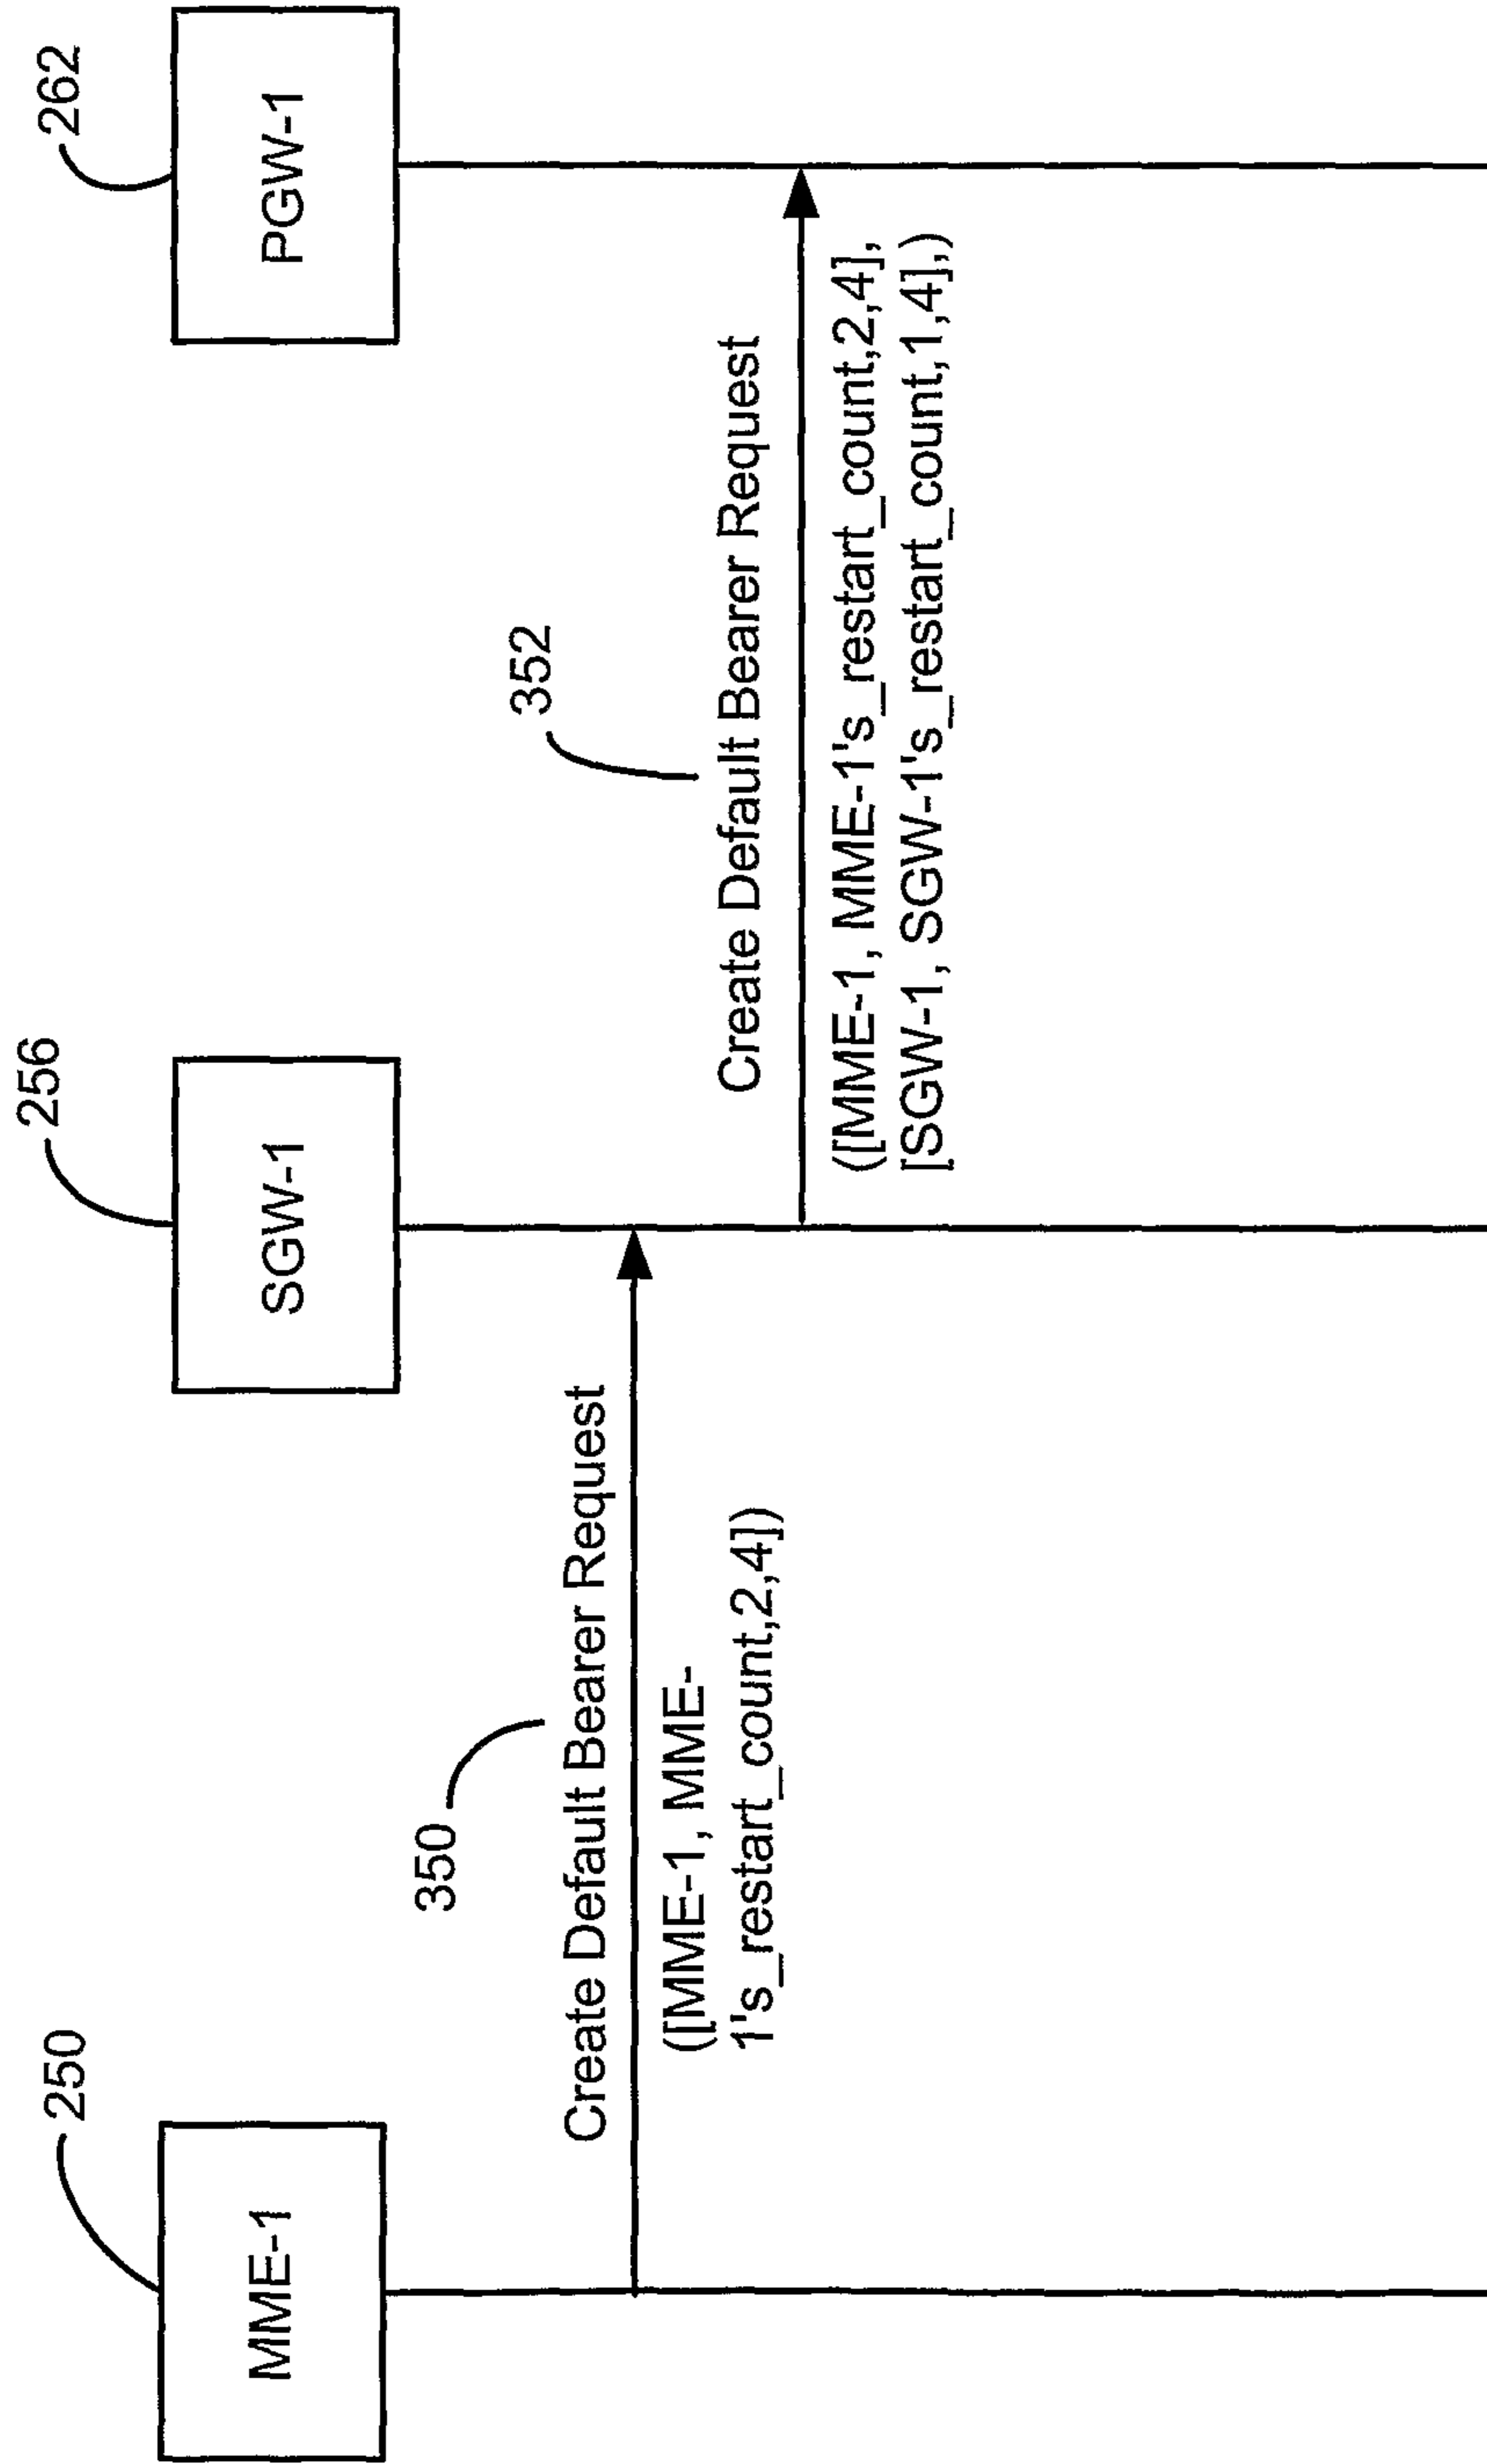 250
256
262
MME-1
SGW-1
PGW-1
350
Create Default Bearer Request
([MME-1, MME-
1's_restart_count,2,4])
352
Create Default Bearer Request
([MME-1, MME-1's_restart_count,2,4],
[SGW-1, SGW-1's_restart_count,1,4],)